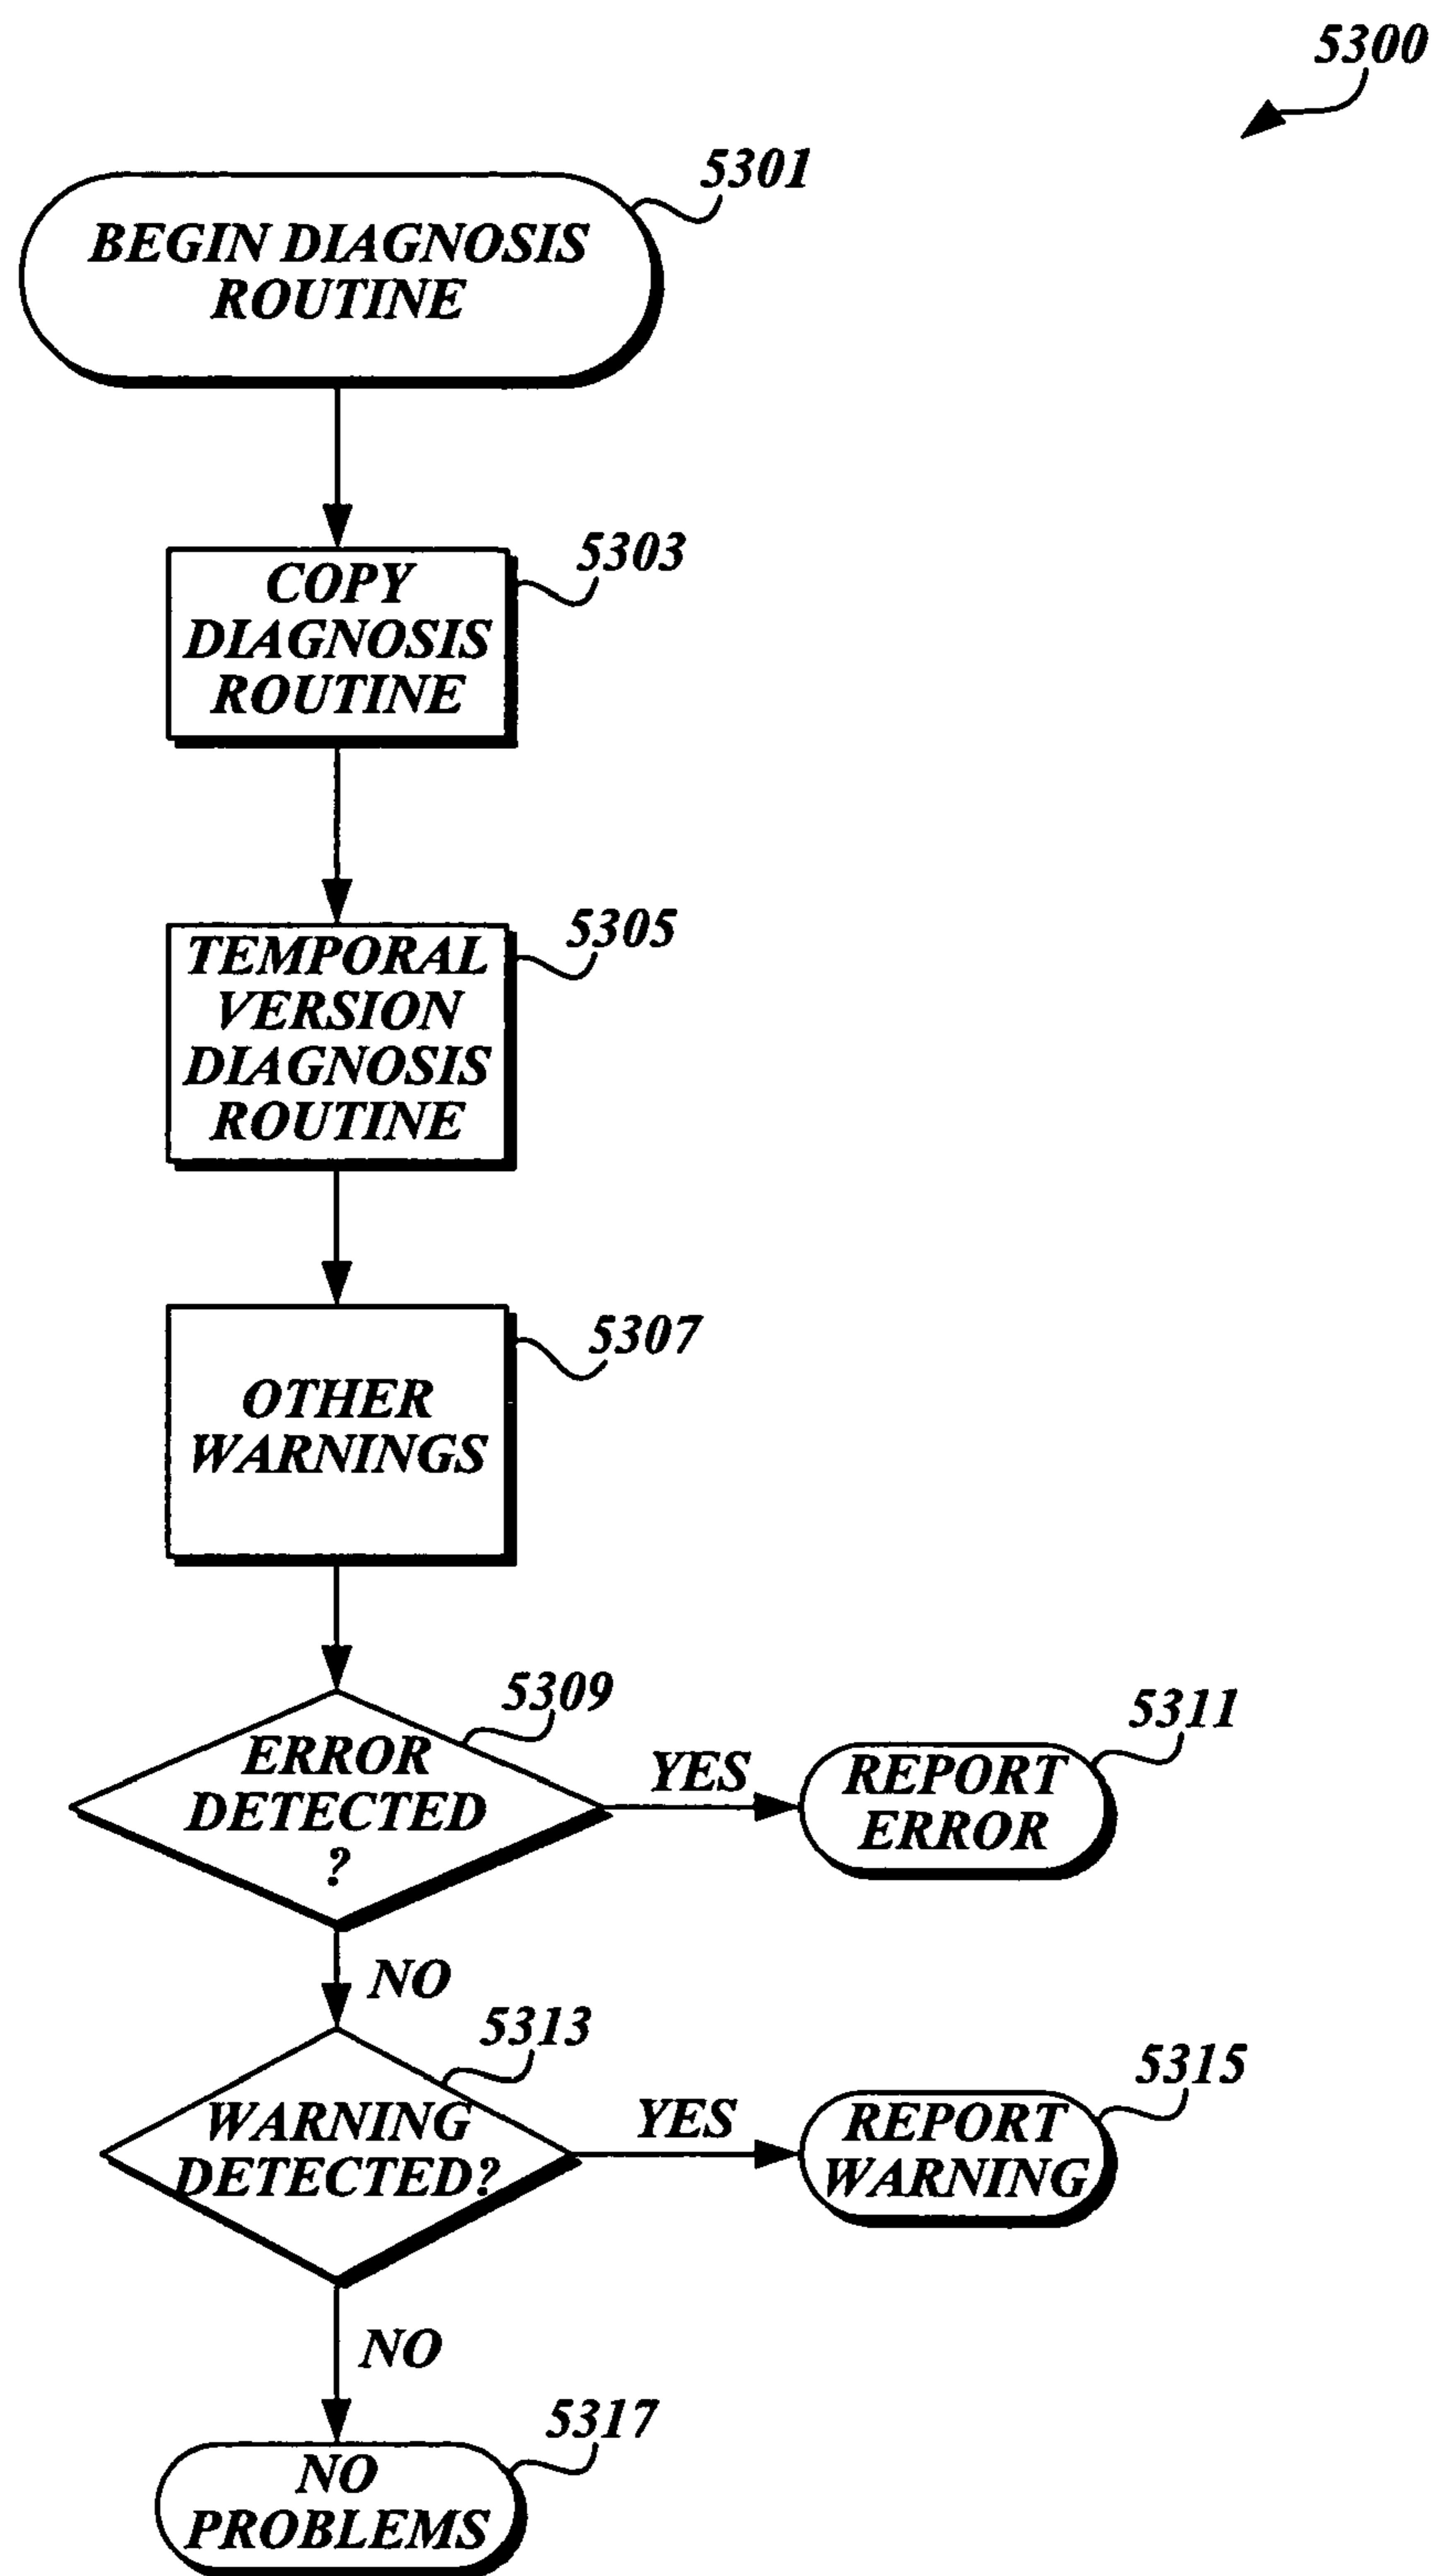 5300
5301
BEGIN DIAGNOSIS
ROUTINE
5303
COPY
DIAGNOSIS
ROUTINE
5305
TEMPORAL
VERSION
DIAGNOSIS
ROUTINE
5307
OTHER
WARNINGS
5309
ERROR
DETECTED
?
YES
5311
REPORT
ERROR
NO
5313
WARNING
DETECTED?
YES
5315
REPORT
WARNING
NO
5317
NO
PROBLEMS